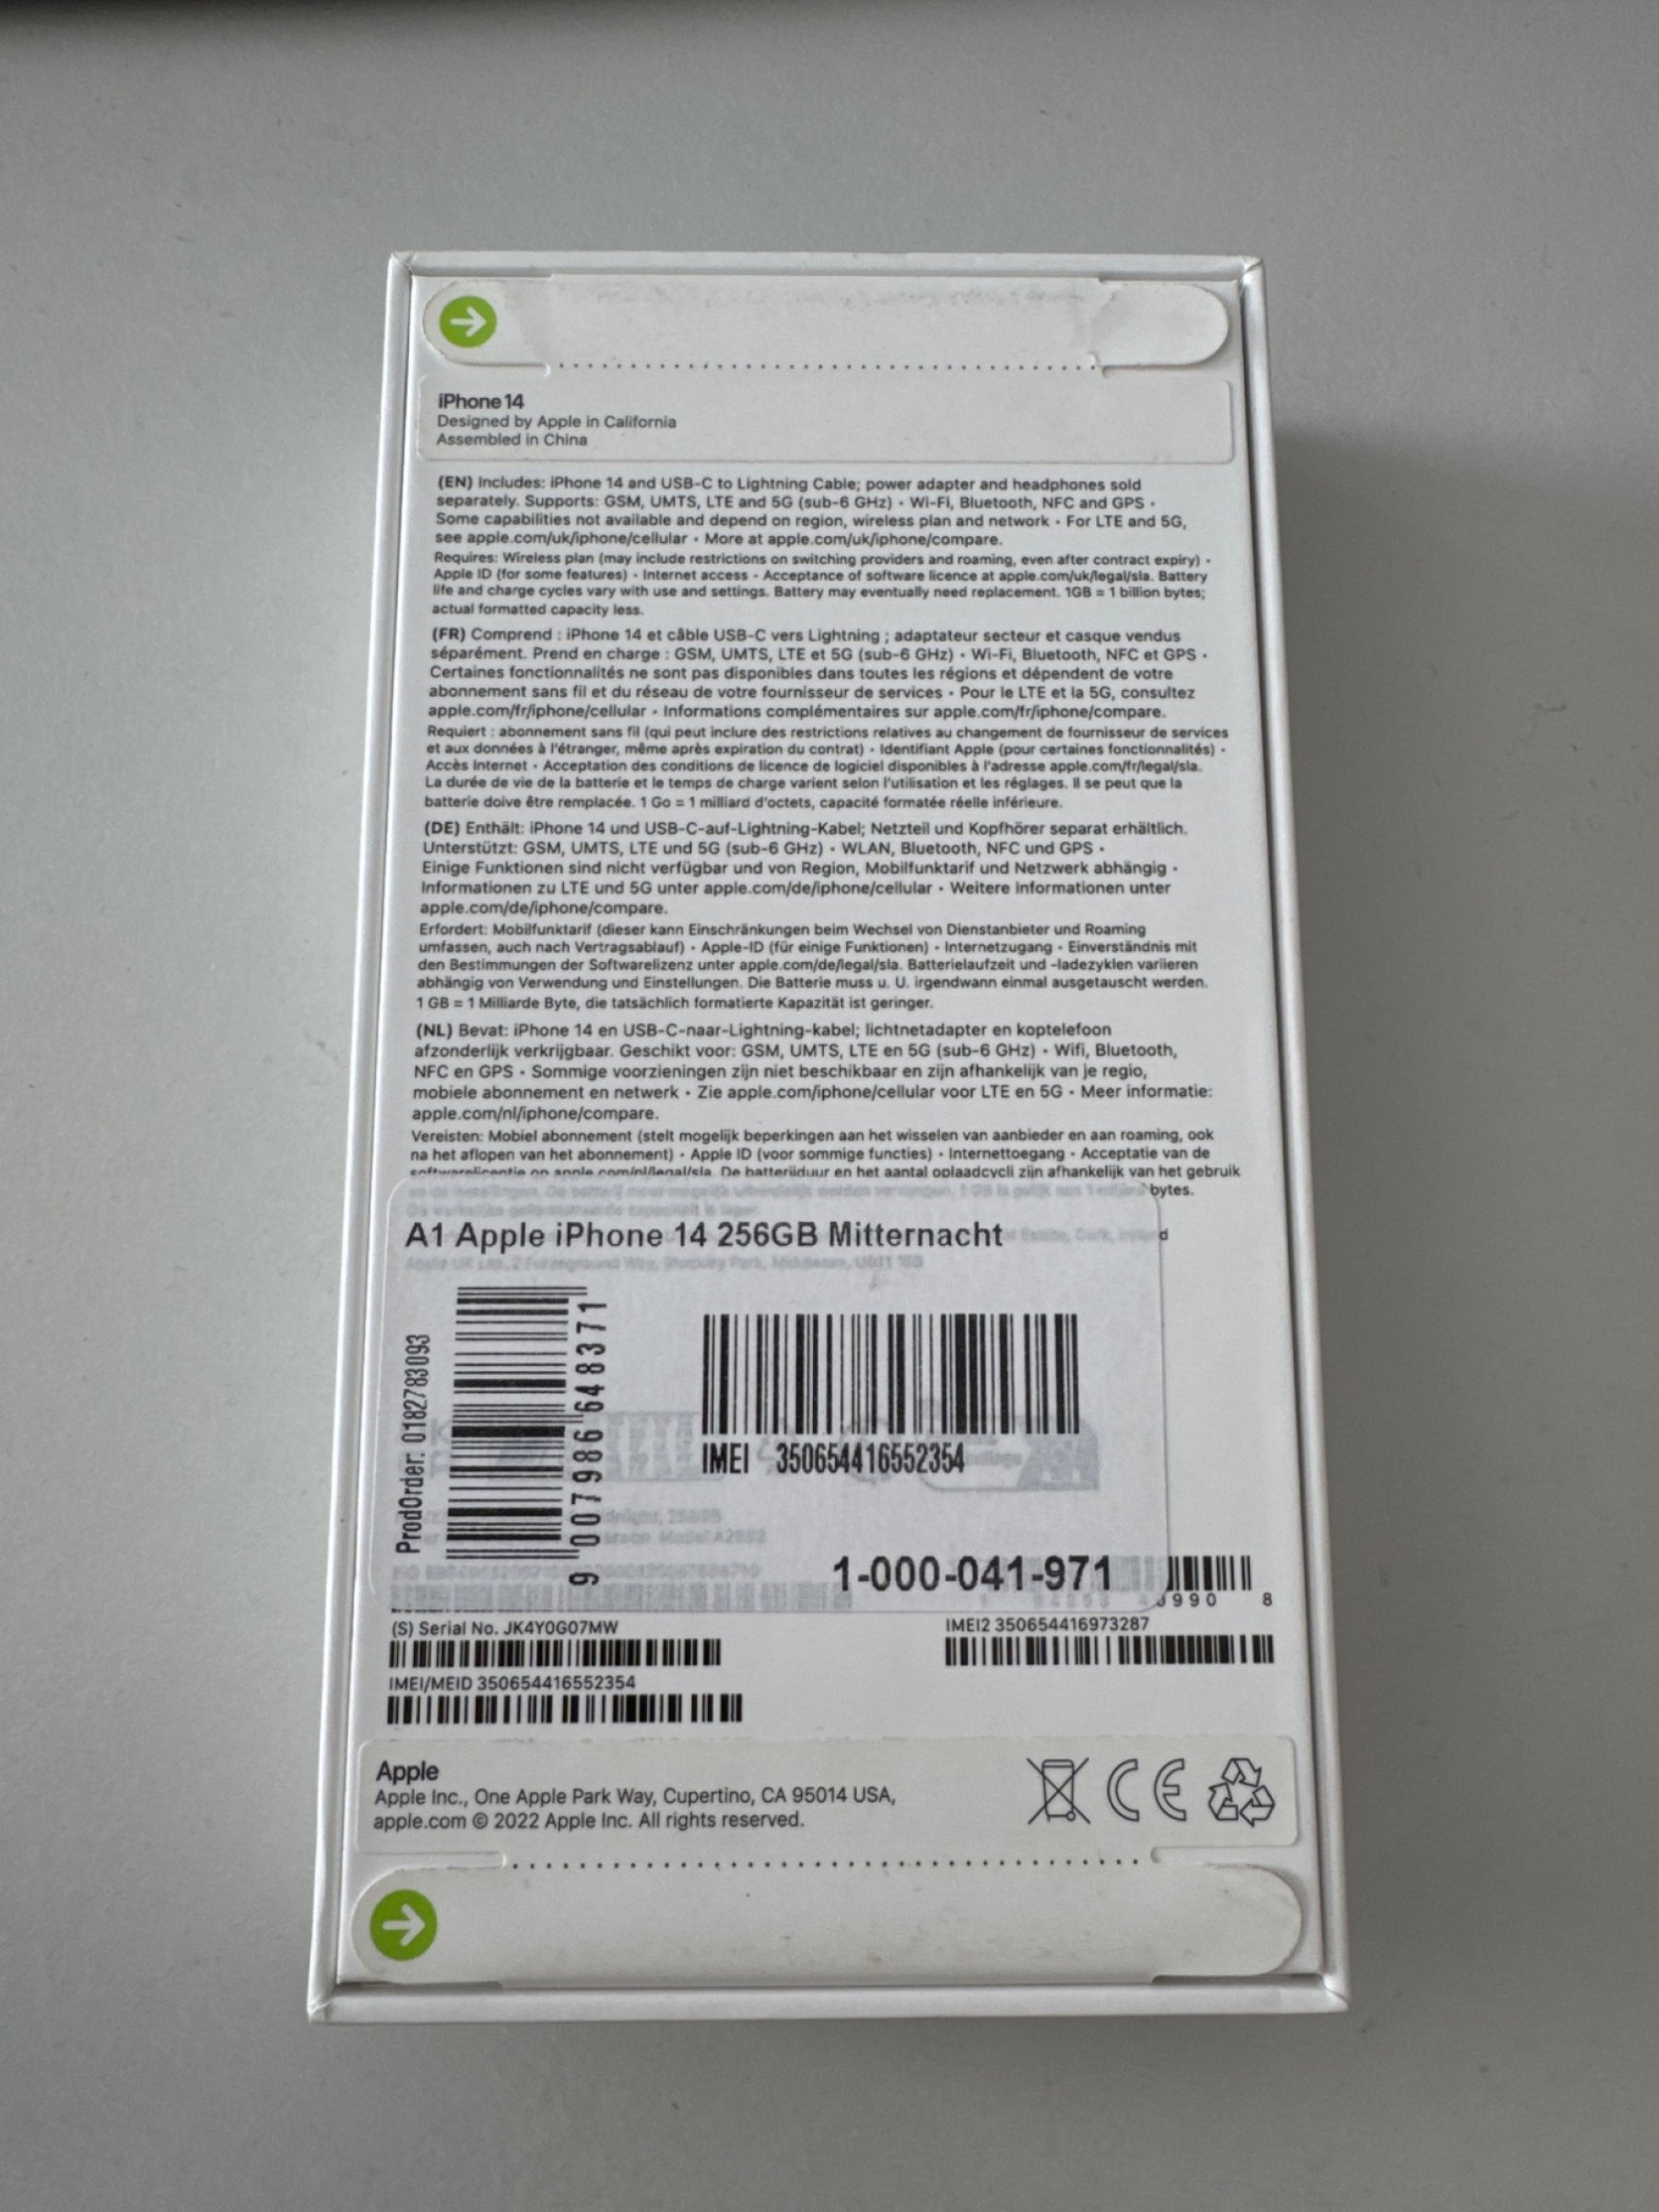 iPhone 14
Designed by Apple in California
Assembled in China
(EN) Includes: iPhone 14 and USB-C to Lightning Cable; power adapter and headphones sold
separately. Supports: GSM, UMTS, LTE and 5G (sub-6 GHz) • Wi-Fi, Bluetooth, NFC and GPS •
Some capabilities not available and depend on region, wireless plan and network • For LTE and 5G,
see apple.com/uk/iphone/cellular • More at apple.com/uk/iphone/compare.
Requires: Wireless plan (may include restrictions on switching providers and roaming, even after contract expiry) •
Apple ID (for some features) • Internet access • Acceptance of software licence at apple.com/uk/legal/sla. Battery
life and charge cycles vary with use and settings. Battery may eventually need replacement. 1GB = 1 billion bytes;
actual formatted capacity less.
(FR) Comprend : iPhone 14 et câble USB-C vers Lightning ; adaptateur secteur et casque vendus
séparément. Prend en charge : GSM, UMTS, LTE et 5G (sub-6 GHz) • Wi-Fi, Bluetooth, NFC et GPS •
Certaines fonctionnalités ne sont pas disponibles dans toutes les régions et dépendent de votre
abonnement sans fil et du réseau de votre fournisseur de services • Pour le LTE et la 5G, consultez
apple.com/fr/iphone/cellular • Informations complémentaires sur apple.com/fr/iphone/compare.
Requiert : abonnement sans fil (qui peut inclure des restrictions relatives au changement de fournisseur de services
et aux données à l'étranger, même après expiration du contrat) • Identifiant Apple (pour certaines fonctionnalités) •
Accès Internet • Acceptation des conditions de licence de logiciel disponibles à l'adresse apple.com/fr/legal/sla.
La durée de vie de la batterie et le temps de charge varient selon l'utilisation et les réglages. Il se peut que la
batterie doive être remplacée. 1 Go = 1 milliard d'octets, capacité formatée réelle inférieure.
(DE) Enthält: iPhone 14 und USB-C-auf-Lightning-Kabel; Netzteil und Kopfhörer separat erhältlich.
Unterstützt: GSM, UMTS, LTE und 5G (sub-6 GHz) • WLAN, Bluetooth, NFC und GPS •
Einige Funktionen sind nicht verfügbar und von Region, Mobilfunktarif und Netzwerk abhängig •
Informationen zu LTE und 5G unter apple.com/de/iphone/cellular • Weitere Informationen unter
apple.com/de/iphone/compare.
Erfordert: Mobilfunktarif (dieser kann Einschränkungen beim Wechsel von Dienstanbieter und Roaming
umfassen, auch nach Vertragsablauf) • Apple-ID (für einige Funktionen) • Internetzugang • Einverständnis mit
den Bestimmungen der Softwarelizenz unter apple.com/de/legal/sla. Batterielaufzeit und -ladezyklen variieren
abhängig von Verwendung und Einstellungen. Die Batterie muss u. U. irgendwann einmal ausgetauscht werden.
1 GB = 1 Milliarde Byte, die tatsächlich formatierte Kapazität ist geringer.
(NL) Bevat: iPhone 14 en USB-C-naar-Lightning-kabel; lichtnetadapter en koptelefoon
afzonderlijk verkrijgbaar. Geschikt voor: GSM, UMTS, LTE en 5G (sub-6 GHz) • Wifi, Bluetooth,
NFC en GPS • Sommige voorzieningen zijn niet beschikbaar en zijn afhankelijk van je regio,
mobiele abonnement en netwerk • Zie apple.com/iphone/cellular voor LTE en 5G • Meer informatie:
apple.com/nl/iphone/compare.
Vereisten: Mobiel abonnement (stelt mogelijk beperkingen aan het wisselen van aanbieder en aan roaming, ook
na het aflopen van het abonnement) • Apple ID (voor sommige functies) • Internettoegang • Acceptatie van de
softwarelicentie op apple.com/nl/legal/sla. De batterijduur en het aantal oplaadcycli zijn afhankelijk van het gebruik
bytes.
A1 Apple iPhone 14 256GB Mitternacht
ProdOrder: 0182783093
9 007986 648371
IMEI 350654416552354
1-000-041-971
990 8
(S) Serial No. JK4Y0G07MW
IMEI2 350654416973287
IMEI/MEID 350654416552354
Apple
Apple Inc., One Apple Park Way, Cupertino, CA 95014 USA,
apple.com © 2022 Apple Inc. All rights reserved.
CE